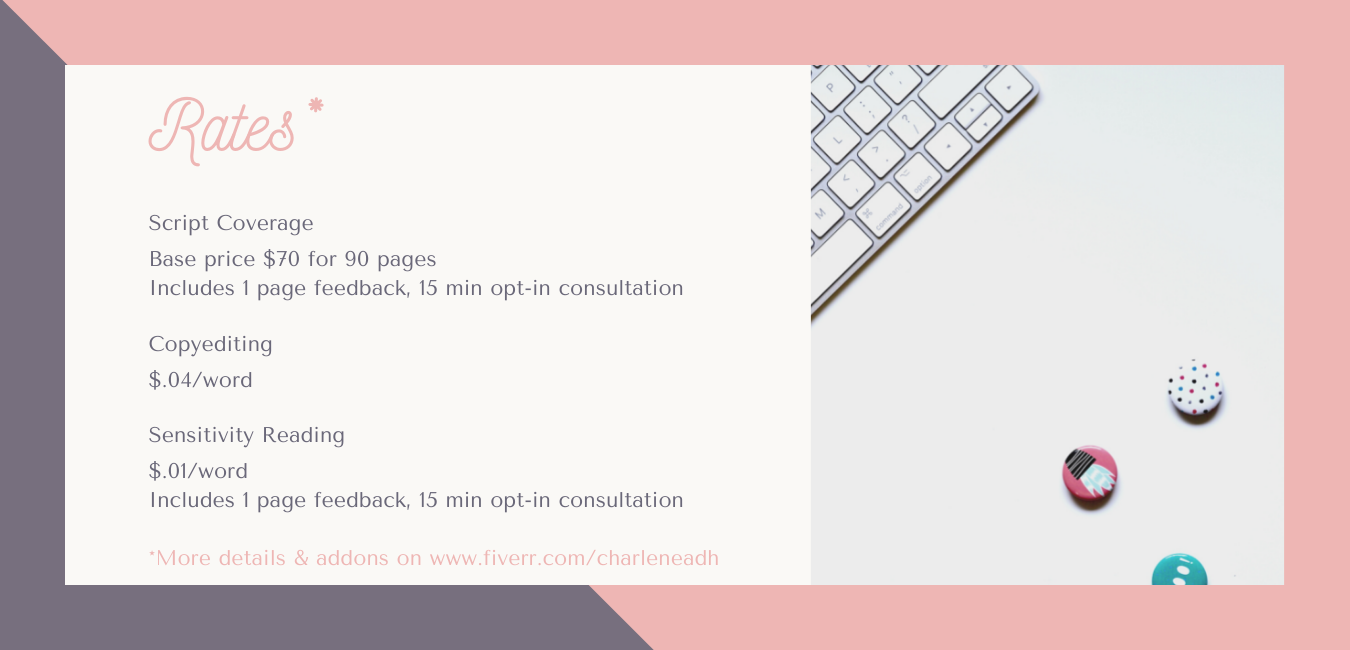 Rates*
Script Coverage
Base price $70 for 90 pages
Includes 1 page feedback, 15 min opt-in consultation
Copyediting
$.04/word
Sensitivity Reading
$.01/word
Includes 1 page feedback, 15 min opt-in consultation
*More details & addons on www.fiverr.com/charleneadh
P
L
M
option
command